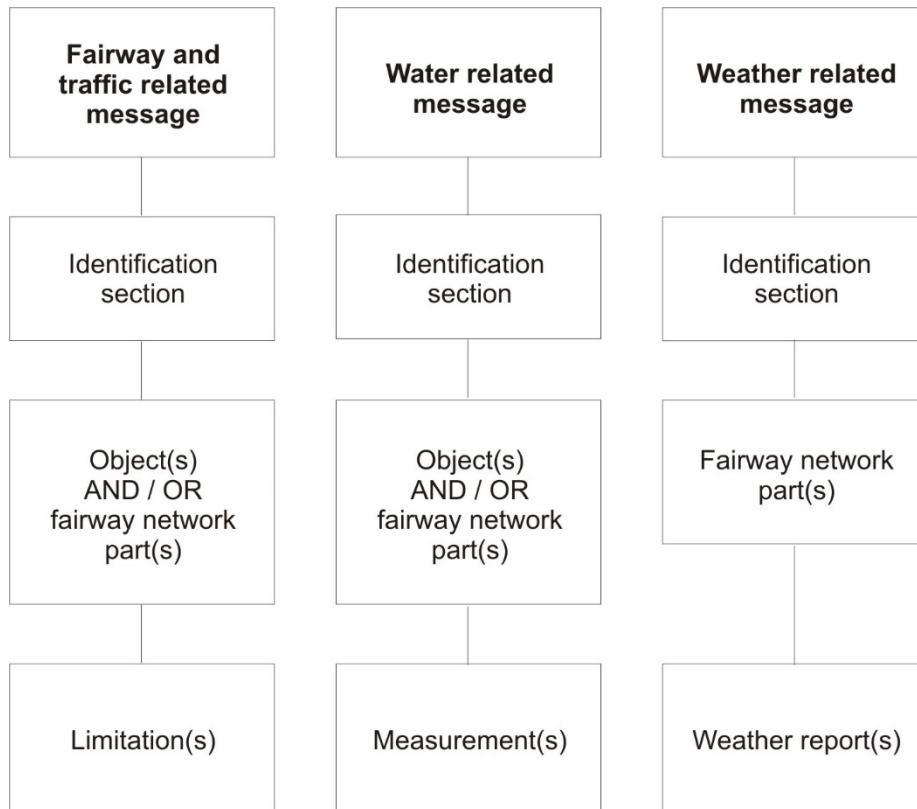 Fairway and
traffic related
message
Water related
message
Weather related
message
Identification
section
Identification
section
Identification
section
Object(s)
AND / OR
fairway network
part(s)
Object(s)
AND / OR
fairway network
part(s)
Fairway network
part(s)
Limitation(s)
Measurement(s)
Weather report(s)